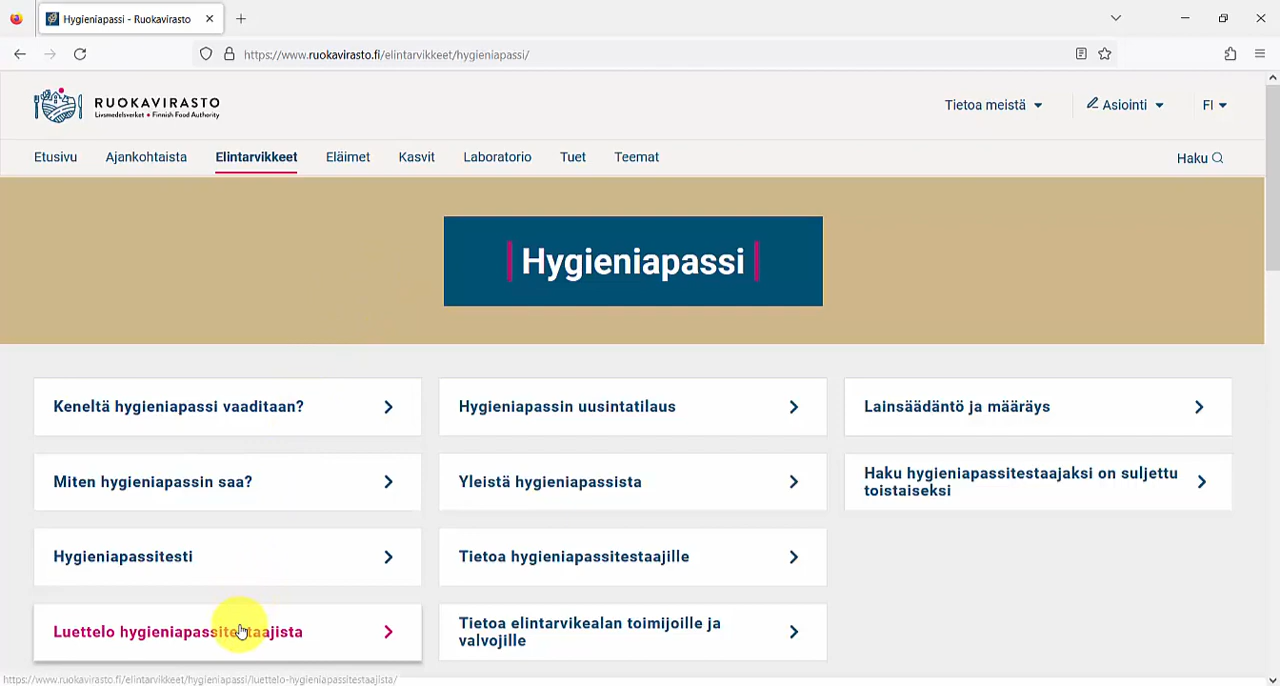 Hygieniapassi - Ruokavirasto
https://www.ruokavirasto.fi/elintarvikkeet/hygieniapassi/
RUOKAVIRASTO
Livsmedelsverket • Finnish Food Authority
Tietoa meistä
Asiointi
FI
Etusivu
Ajankohtaista
Elintarvikkeet
Eläimet
Kasvit
Laboratorio
Tuet
Teemat
Haku
Hygieniapassi
Keneltä hygieniapassi vaaditaan?
Hygieniapassin uusintatilaus
Lainsäädäntö ja määräys
Miten hygieniapassin saa?
Yleistä hygieniapassista
Haku hygieniapassitestaajaksi on suljettu
toistaiseksi
Hygieniapassitesti
Tietoa hygieniapassitestaajille
Luettelo hygieniapassitestaajista
Tietoa elintarvikealan toimijoille ja
valvojille
https://www.ruokavirasto.fi/elintarvikkeet/hygieniapassi/luettelo-hygieniapassitestaajista/